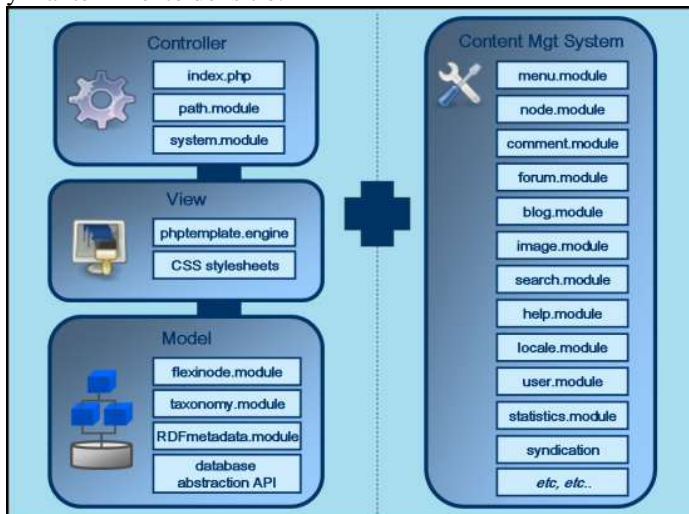 Controller
index.php
path.module
system.module
View
phptemplate.engine
CSS stylesheets
Model
flexinode.module
taxonomy.module
RDFmetadata.module
database
abstraction API
Content Mgt System
menu.module
node.module
comment.module
forum.module
blog.module
image.module
search.module
help.module
locale.module
user.module
statistics.module
syndication
etc, etc..